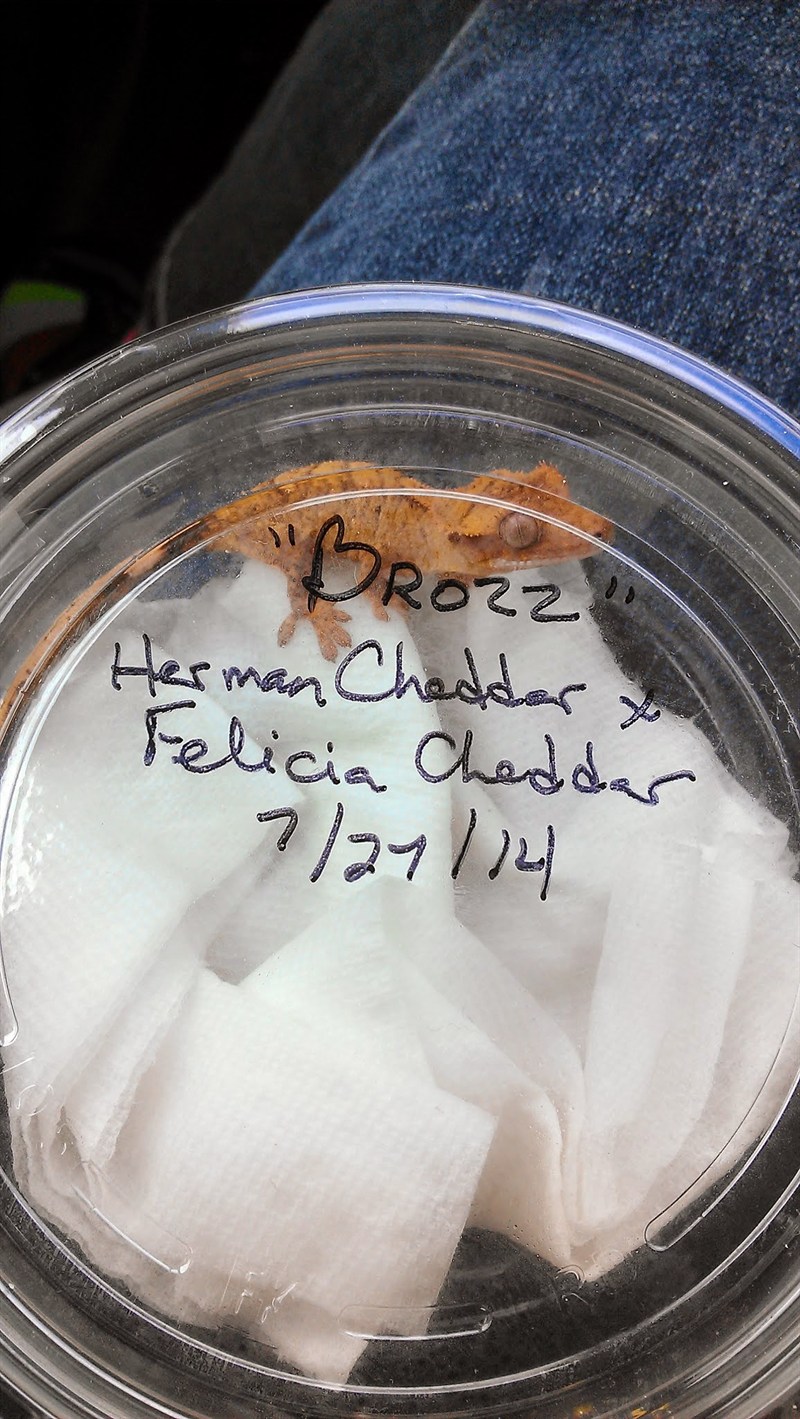 "BROZZ"
Herman Cheddar x
Felicia Cheddar
7/27/14